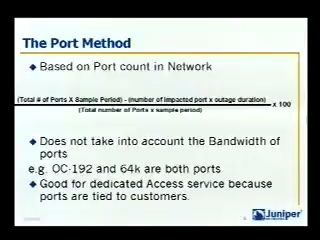 The Port Method
Based on Port count in Network
(Total # of Ports X Sample Period) - (number of impacted port x outage duration)
x 100
(Total number of Ports x sample period)
Does not take into account the Bandwidth of
ports
e.g. OC-192 and 64k are both ports
Good for dedicated Access service because
ports are tied to customers.
Juniper